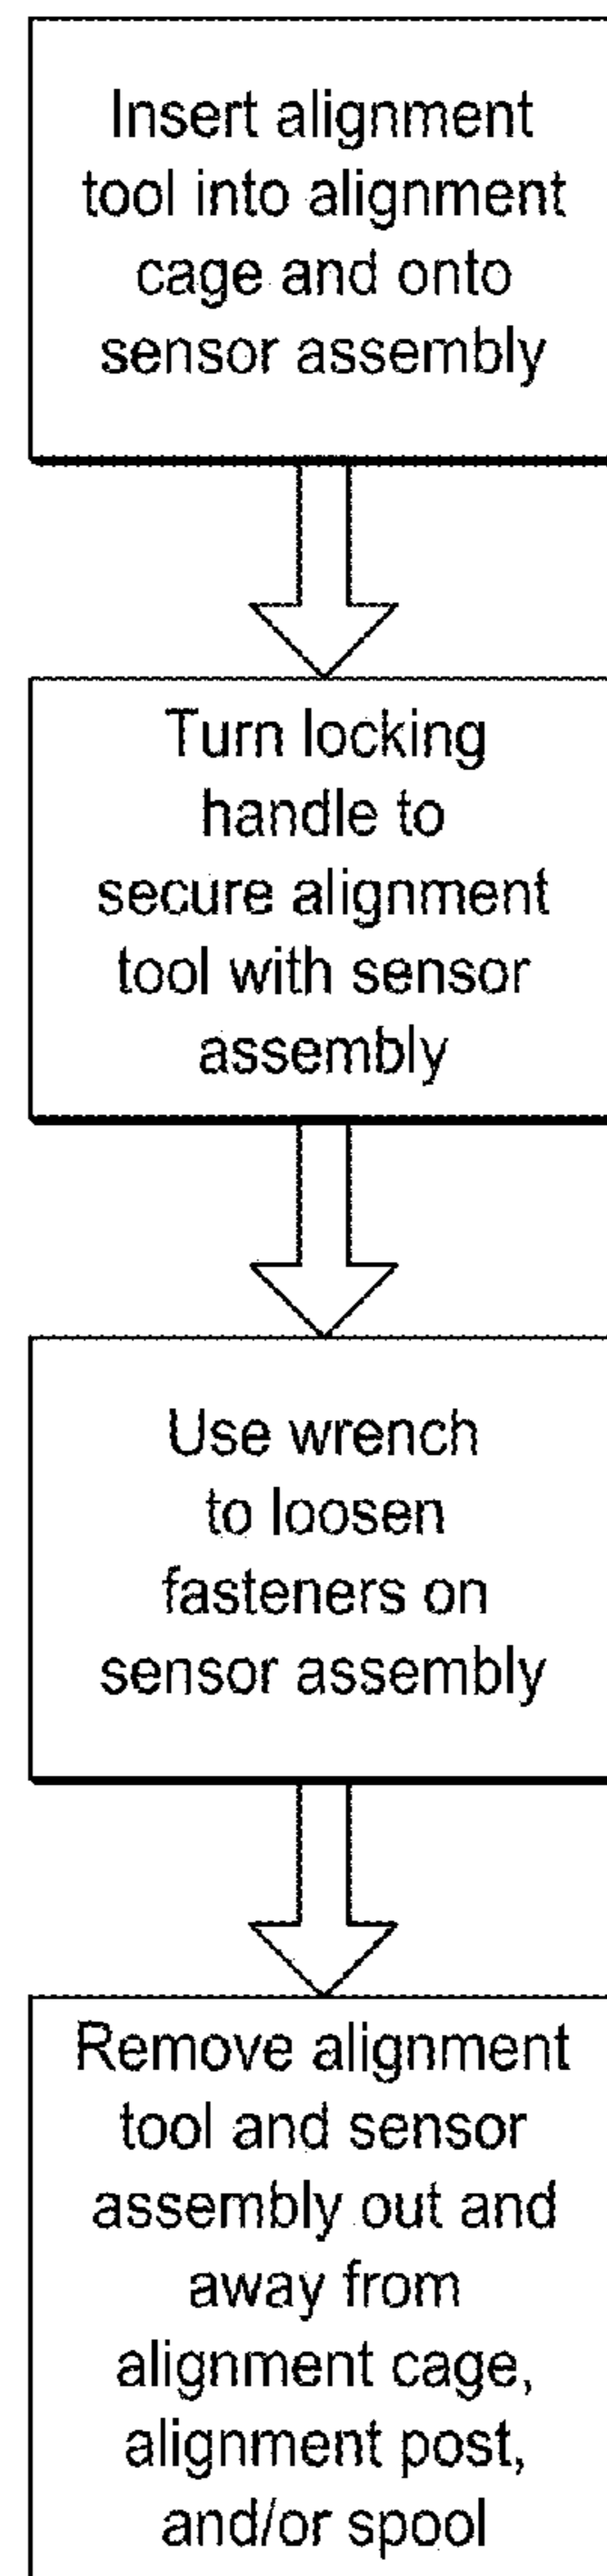 Insert alignment
tool into alignment
cage and onto
sensor assembly
Turn locking
handle to
secure alignment
tool with sensor
assembly
Use wrench
to loosen
fasteners on
sensor assembly
Remove alignment
tool and sensor
assembly out and
away from
alignment cage,
alignment post,
and/or spool